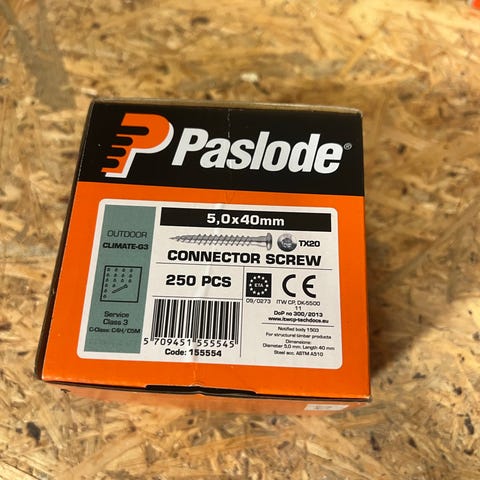 Paslode®
5,0x40mm
OUTDOOR
CLIMATE-G3
TX20
CONNECTOR SCREW
250 PCS
ETA
09/0273
CE
ITW CP, DK-5500
11
DoP no 300/2013
www.itwcp-techdocs.eu
Notified body 1503
For structural timber products
Dimensions:
Diameter 5,0 mm. Length 40 mm
Steel acc. ASTM A510
Service
Class 3
C-Class: C4H/C5M
5 709451 555545
Code: 155554